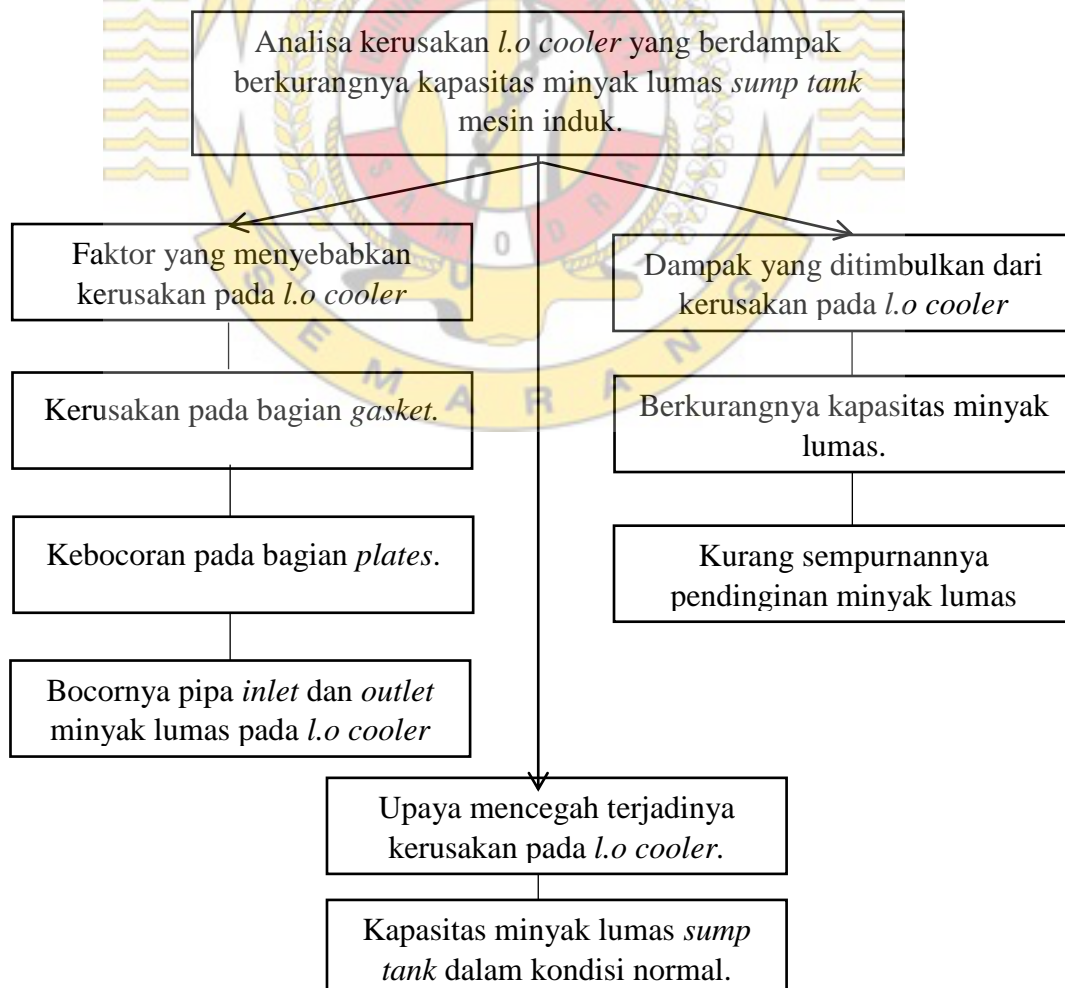 Analisa kerusakan l.o cooler yang berdampak
berkurangnya kapasitas minyak lumas sump tank
mesin induk.
Faktor yang menyebabkan
kerusakan pada l.o cooler
Kerusakan pada bagian gasket.
Kebocoran pada bagian plates.
Bocornya pipa inlet dan outlet
minyak lumas pada l.o cooler
Dampak yang ditimbulkan dari
kerusakan pada l.o cooler
Berkurangnya kapasitas minyak
lumas.
Kurang sempurnannya
pendinginan minyak lumas
Upaya mencegah terjadinya
kerusakan pada l.o cooler.
Kapasitas minyak lumas sump
tank dalam kondisi normal.
SAMODRA
SEMARANG